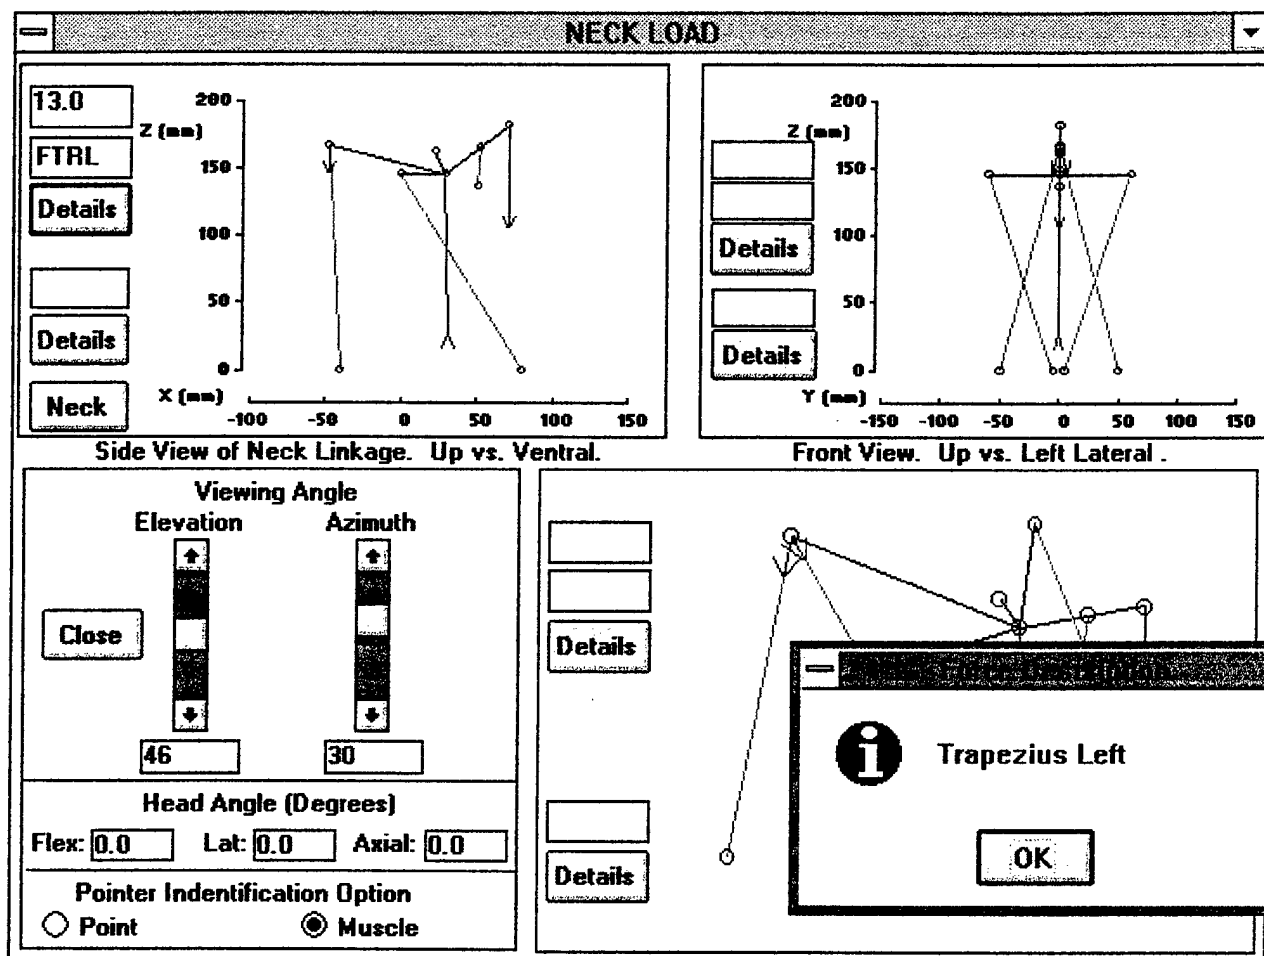 NECK LOAD
13.0
FTRL
Details
Details
Neck
200
Z (mm)
150
100
50
0
X (mm)
-100 -50 0 50 100 150
Side View of Neck Linkage. Up vs. Ventral.
200
Z (mm)
150
100
50
0
Details
Details
Y (mm)
-150 -100 -50 0 50 100 150
Front View. Up vs. Left Lateral .
Viewing Angle
Elevation Azimuth
Close
46 30
Head Angle (Degrees)
Flex: 0.0 Lat: 0.0 Axial: 0.0
Pointer Indentification Option
Point Muscle
Details
Details
Force Description
Trapezius Left
OK